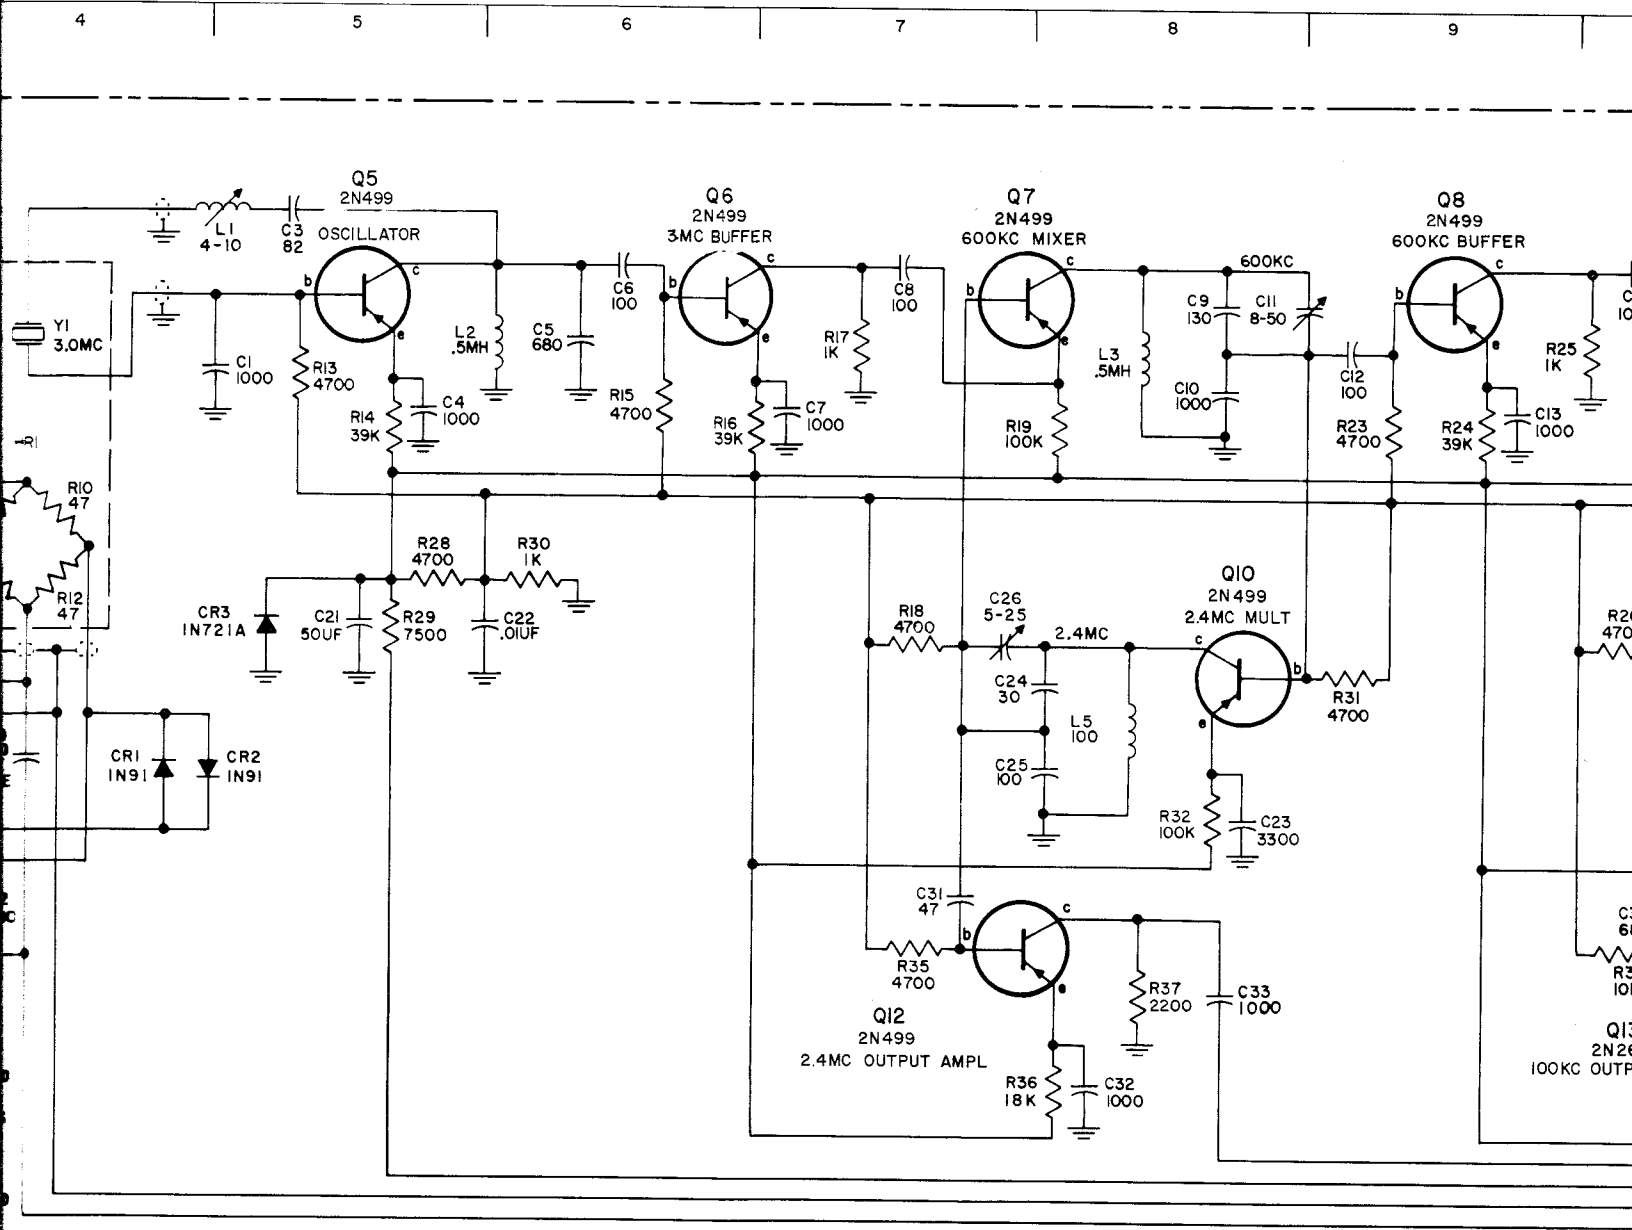 4
5
6
7
8
9
Q5
2N499
OSCILLATOR
Q6
2N499
3MC BUFFER
Q7
2N499
600KC MIXER
Q8
2N499
600KC BUFFER
L1
4-10
C3
82
b
c
e
C6
100
b
c
e
C8
100
b
c
e
600KC
C9
130
C11
8-50
b
c
e
Y1
3.0MC
C1
1000
R13
4700
L2
.5MH
C5
680
R17
1K
L3
.5MH
C10
1000
C12
100
R25
1K
R14
39K
C4
1000
R15
4700
R16
39K
C7
1000
R19
100K
R23
4700
R24
39K
C13
1000
R10
47
R12
47
R28
4700
R30
1K
CR3
1N721A
C21
50UF
R29
7500
C22
.01UF
R18
4700
C26
5-25
2.4MC
Q10
2N499
2.4MC MULT
c
b
e
C24
30
L5
100
R31
4700
CR1
1N91
CR2
1N91
C25
100
R32
100K
C23
3300
C31
47
b
c
e
R35
4700
R37
2200
C33
1000
Q12
2N499
2.4MC OUTPUT AMPL
R36
18K
C32
1000
100KC